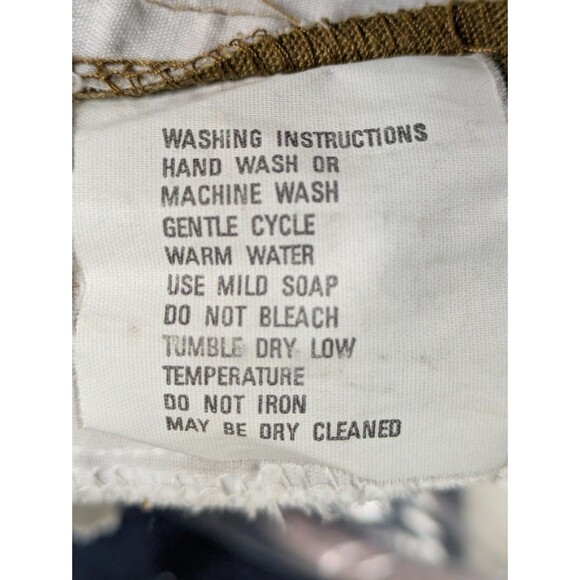 WASHING INSTRUCTIONS
HAND WASH OR
MACHINE WASH
GENTLE CYCLE
WARM WATER
USE MILD SOAP
DO NOT BLEACH
TUMBLE DRY LOW
TEMPERATURE
DO NOT IRON
MAY BE DRY CLEANED